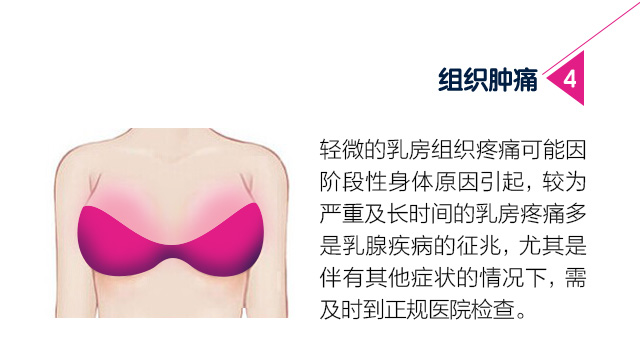 组织肿痛 4
轻微的乳房组织疼痛可能因
阶段性身体原因引起，较为
严重及长时间的乳房疼痛多
是乳腺疾病的征兆，尤其是
伴有其他症状的情况下，需
及时到正规医院检查。